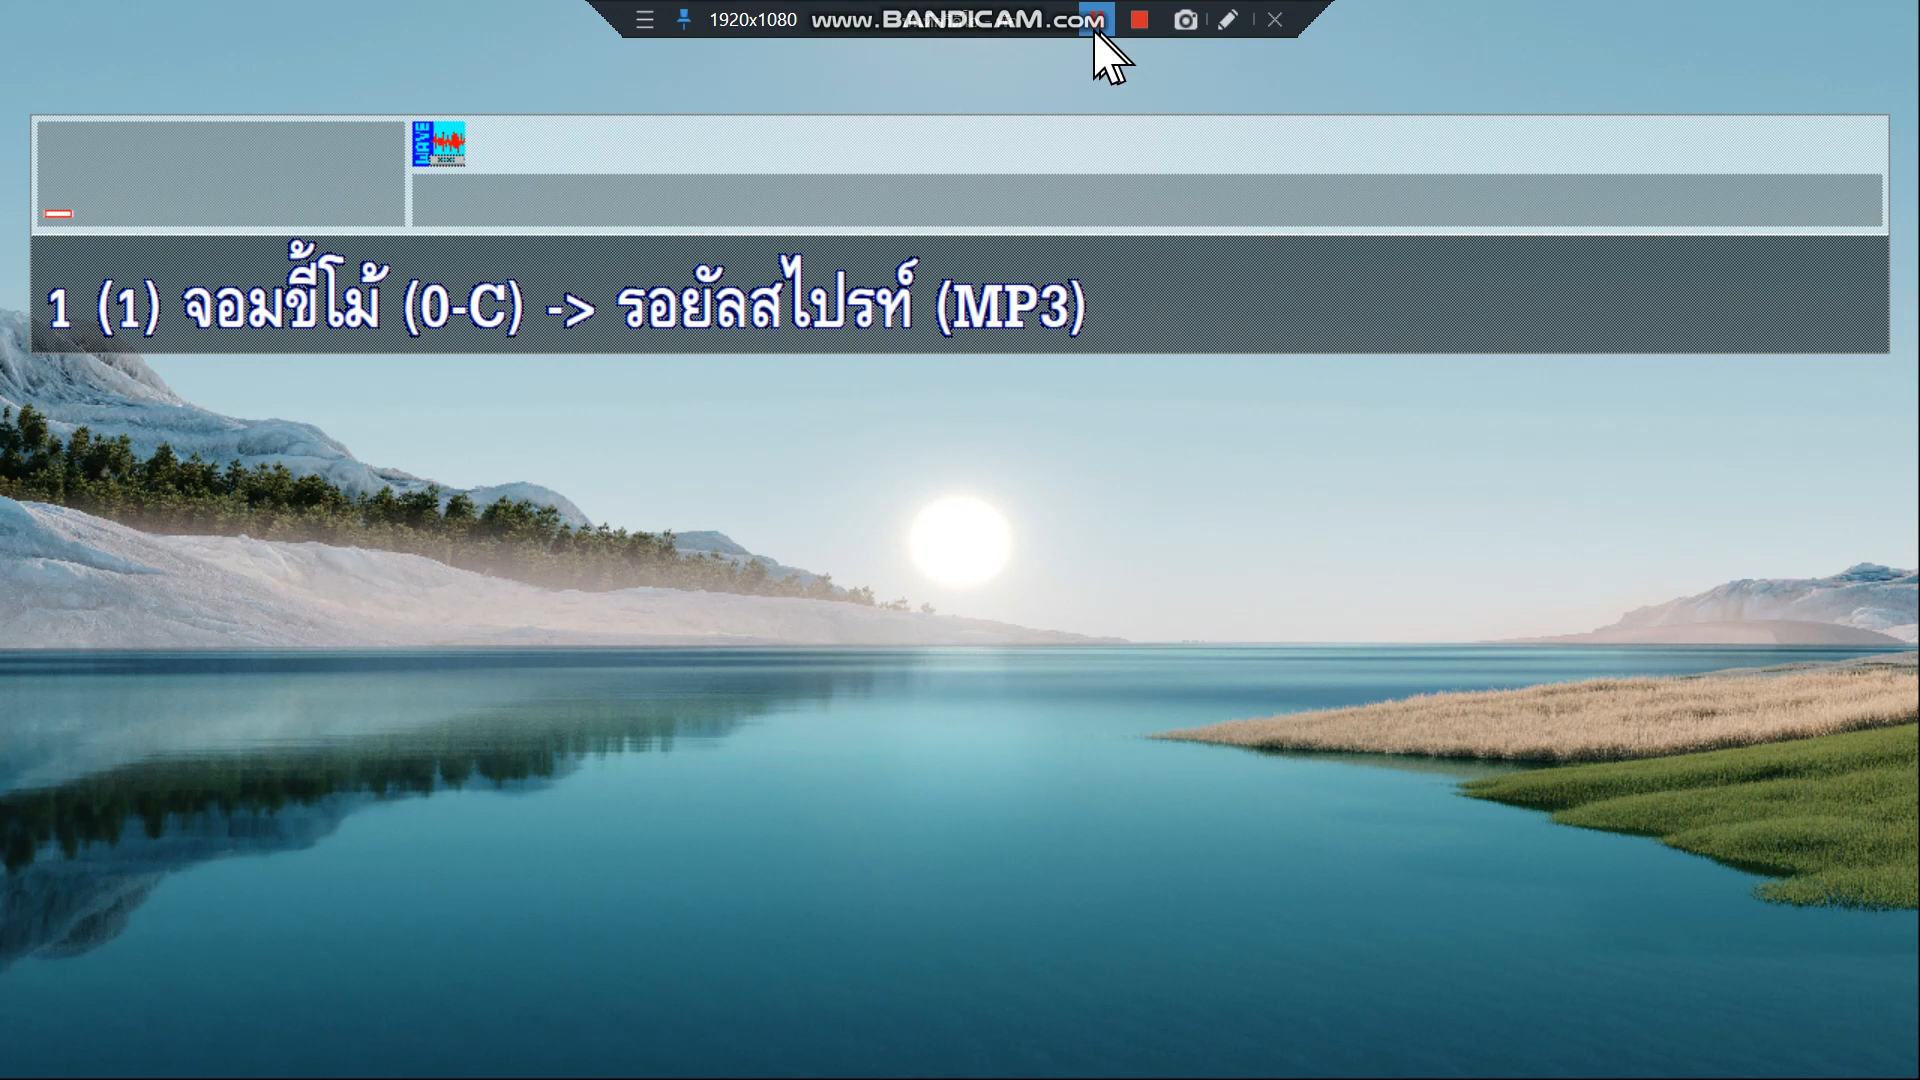 1920x1080 www.BANDICAM.com
WAVE
1 (1) จอมขี้โม้ (0-C) -> รอยัลสไปรท์ (MP3)